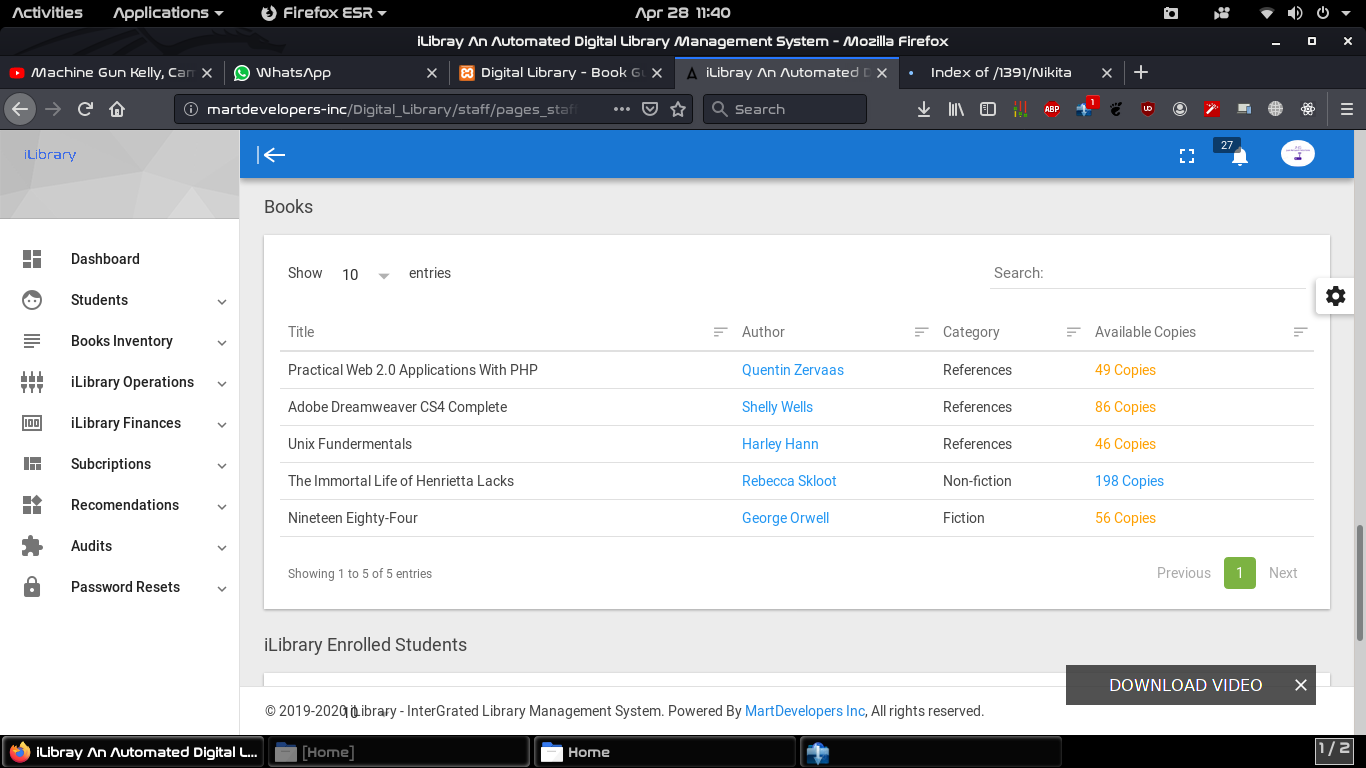 Activities Applications Firefox ESR Apr 28 11:40
iLibray An Automated Digital Library Management System - Mozilla Firefox
Machine Gun Kelly, Cam WhatsApp Digital Library - Book Gu iLibray An Automated D Index of /1391/Nikita
martdevelopers-inc/Digital_Library/staff/pages_staff Search ABP 1
iLibrary
27
Books
Dashboard
Students
Books Inventory
iLibrary Operations
iLibrary Finances
Subcriptions
Recomendations
Audits
Password Resets
Show 10 entries Search:
Title Author Category Available Copies
Practical Web 2.0 Applications With PHP Quentin Zervaas References 49 Copies
Adobe Dreamweaver CS4 Complete Shelly Wells References 86 Copies
Unix Fundermentals Harley Hann References 46 Copies
The Immortal Life of Henrietta Lacks Rebecca Skloot Non-fiction 198 Copies
Nineteen Eighty-Four George Orwell Fiction 56 Copies
Showing 1 to 5 of 5 entries Previous 1 Next
iLibrary Enrolled Students
DOWNLOAD VIDEO
10
© 2019-2020 iLibrary - InterGrated Library Management System. Powered By MartDevelopers Inc, All rights reserved.
iLibray An Automated Digital L... [Home] Home 1 / 2